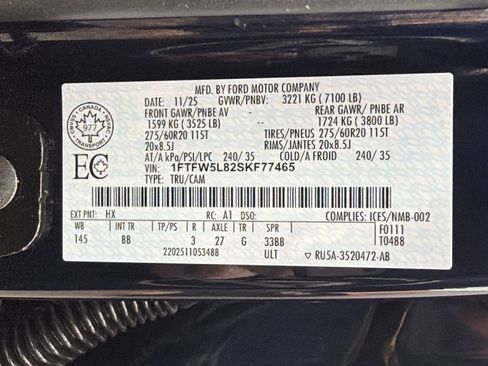 MFD. BY FORD MOTOR COMPANY
DATE: 11/25 GVWR/PNBV: 3221 KG ( 7100 LB)
FRONT GAWR/ PNBE AV REAR GAWR / PNBE AR
1599 KG ( 3525 LB) 1724 KG ( 3800 LB)
275/60R20 115T TIRES/PNEUS 275/60R20 115T
20x8.5J RIMS/JANTES 20x8.5J
AT/A kPa/PSI/LPC 240/ 35 COLD/A FROID 240/ 35
VIN: 1FTFW5L82SKF77465
TYPE: TRU/CAM
CANADA
977
TRANSPORT
EC
EXT PNT: HX RC: A1 DSO: COMPLIES: ICES/NMB-002
WB INT TR TP/PS R AXLE TR SPR F0111
145 BB 3 27 G 33BB T0488
2202511053488 ULT RU5A-3520472-AB